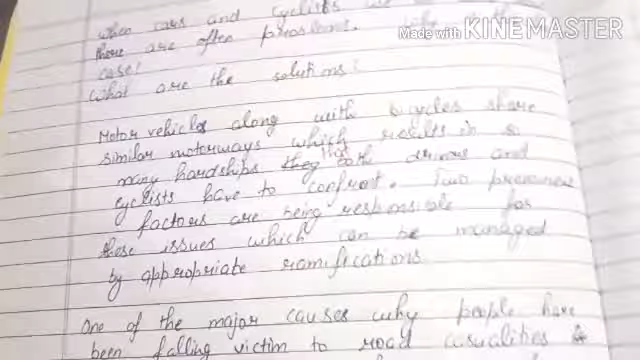 Made with KINEMASTER
when cars and cyclists
there are often problems.
case?
What are the solutions?
Motor vehicles along with bicycles share
similar motorways which results in so
many hardships they that both drivers and
cyclists have to confront. Two
factors are being responsible for
these issues which can be managed
by appropriate ramifications
One of the major causes why people have
been falling victim to road casualities